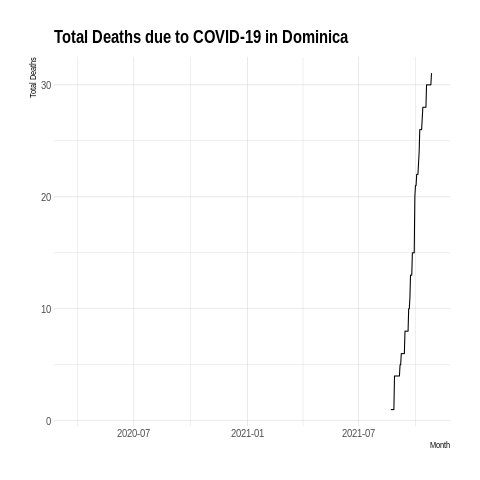 Total Deaths due to COVID-19 in Dominica
Total Deaths
30
20
10
0
2020-07
2021-01
2021-07
Month